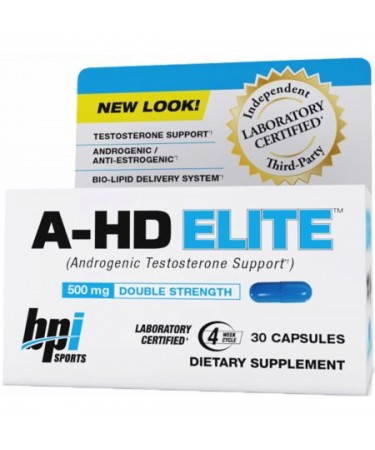 NEW LOOK!
TESTOSTERONE SUPPORT*†
ANDROGENIC /
ANTI-ESTROGENIC*†
BIO-LIPID DELIVERY SYSTEM*†
Independent
LABORATORY
CERTIFIED*
Third-Party
A-HD ELITE™
(Androgenic Testosterone Support*†)
500 mg DOUBLE STRENGTH
bpi
SPORTS
LABORATORY
CERTIFIED*
4 WEEK
CYCLE
30 CAPSULES
DIETARY SUPPLEMENT